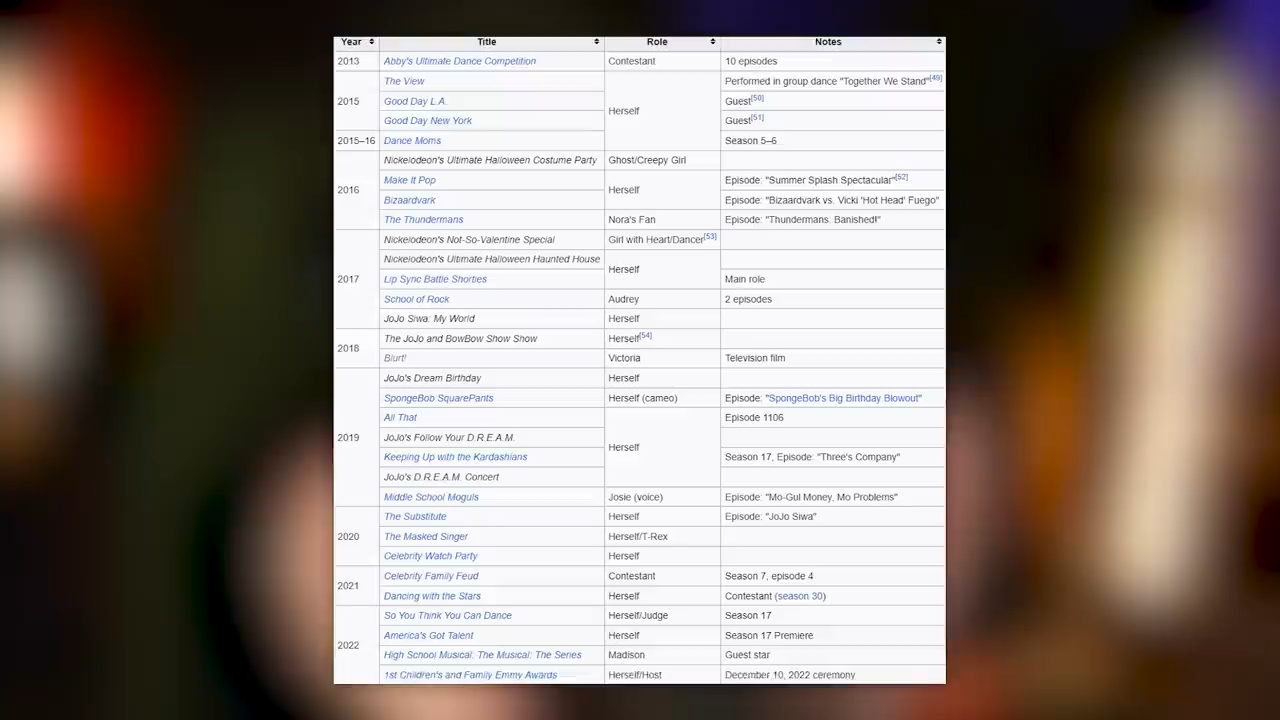 Year Title Role Notes
2013 Abby's Ultimate Dance Competition Contestant 10 episodes
2015 The View Herself Performed in group dance "Together We Stand"[49]
Good Day L.A. Guest[50]
Good Day New York Guest[51]
2015–16 Dance Moms Season 5–6
2016 Nickelodeon's Ultimate Halloween Costume Party Ghost/Creepy Girl
Make It Pop Herself Episode: "Summer Splash Spectacular"[52]
Bizaardvark Episode: "Bizaardvark vs. Vicki 'Hot Head' Fuego"
The Thundermans Nora's Fan Episode: "Thundermans: Banished!"
2017 Nickelodeon's Not-So-Valentine Special Girl with Heart/Dancer[53]
Nickelodeon's Ultimate Halloween Haunted House Herself
Lip Sync Battle Shorties Main role
School of Rock Audrey 2 episodes
JoJo Siwa: My World Herself
2018 The JoJo and BowBow Show Show Herself[54]
Blurt! Victoria Television film
2019 JoJo's Dream Birthday Herself
SpongeBob SquarePants Herself (cameo) Episode: "SpongeBob's Big Birthday Blowout"
All That Herself Episode 1106
JoJo's Follow Your D.R.E.A.M.
Keeping Up with the Kardashians Season 17, Episode: "Three's Company"
JoJo's D.R.E.A.M. Concert
Middle School Moguls Josie (voice) Episode: "Mo-Gul Money, Mo Problems"
2020 The Substitute Herself Episode: "JoJo Siwa"
The Masked Singer Herself/T-Rex
Celebrity Watch Party Herself
2021 Celebrity Family Feud Contestant Season 7, episode 4
Dancing with the Stars Herself Contestant (season 30)
2022 So You Think You Can Dance Herself/Judge Season 17
America's Got Talent Herself Season 17 Premiere
High School Musical: The Musical: The Series Madison Guest star
1st Children's and Family Emmy Awards Herself/Host December 10, 2022 ceremony